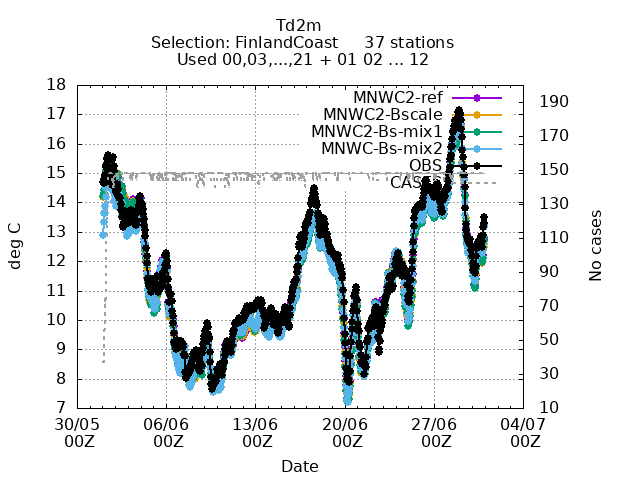 Td2m
Selection: FinlandCoast 37 stations
Used 00,03,...,21 + 01 02 ... 12
MNWC2-ref
MNWC2-Bscale
MNWC2-Bs-mix1
MNWC-Bs-mix2
OBS
18
17
16
15
14
13
12
11
10
9
8
7
deg C
190
170
150
130
110
90
70
50
30
10
No cases
30/05 06/06 13/06 20/06 27/06 04/07
00Z 00Z 00Z 00Z 00Z 00Z
Date